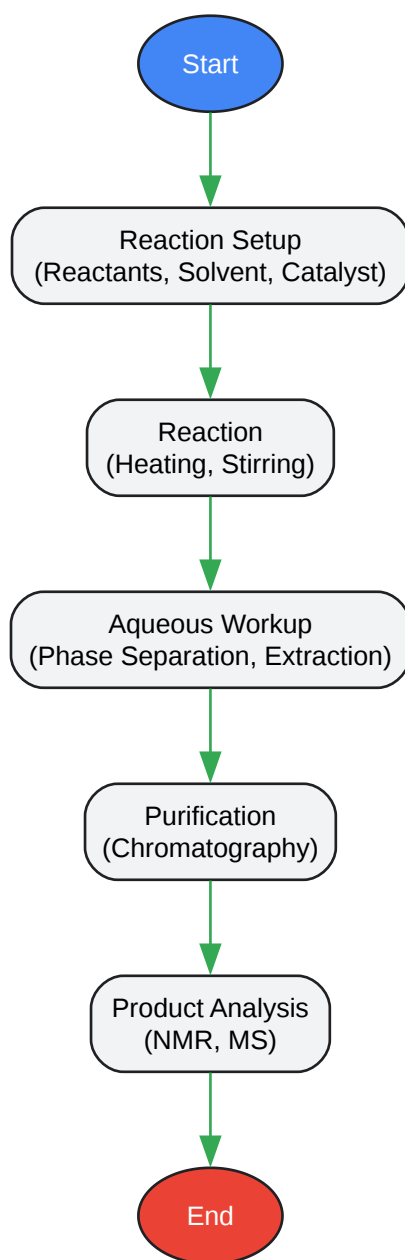 Start
Reaction Setup
(Reactants, Solvent, Catalyst)
Reaction
(Heating, Stirring)
Aqueous Workup
(Phase Separation, Extraction)
Purification
(Chromatography)
Product Analysis
(NMR, MS)
End